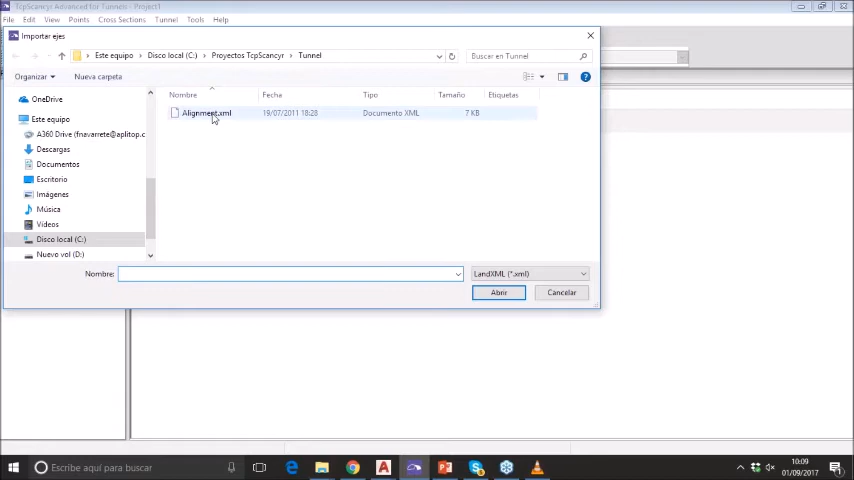 TcpScancyr Advanced for Tunnels - Project1
File Edit View Points Cross Sections Tunnel Tools Help
Importar ejes
Este equipo > Disco local (C:) > Proyectos TcpScancyr > Tunnel
Buscar en Tunnel
Organizar Nueva carpeta
Nombre Fecha Tipo Tamaño Etiquetas
Alignment.xml 19/07/2011 18:28 Documento XML 7 KB
OneDrive
Este equipo
A360 Drive (fnavarrete@aplitop.c
Descargas
Documentos
Escritorio
Imágenes
Música
Vídeos
Disco local (C:)
Nuevo vol (D:)
Nombre: LandXML (*.xml)
Abrir Cancelar
Escribe aquí para buscar
10:09
01/09/2017